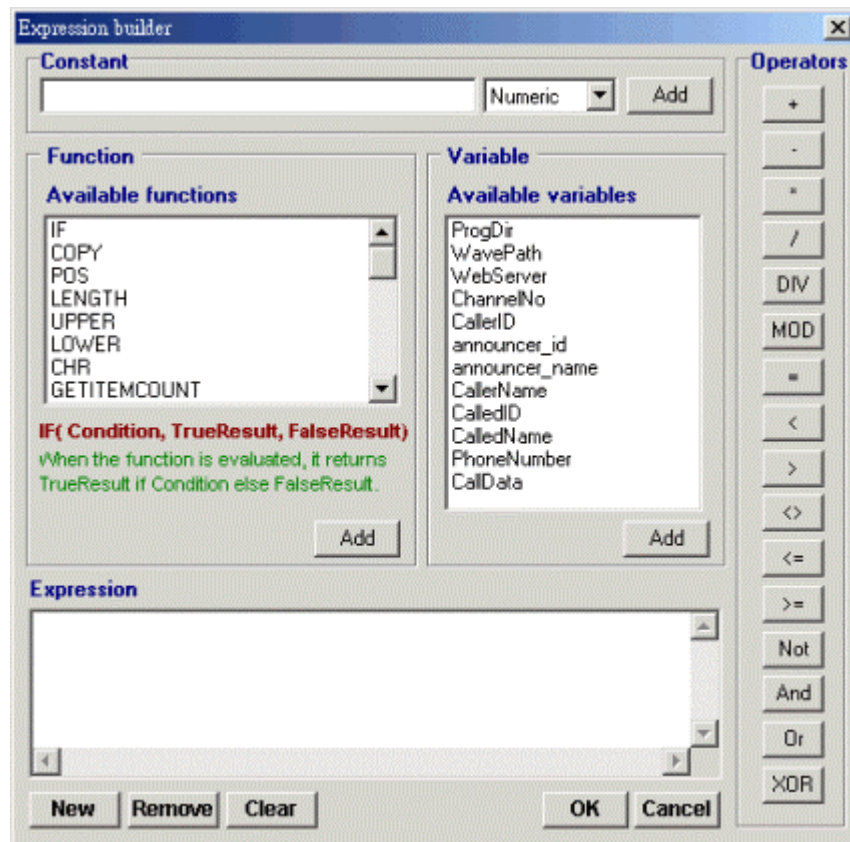 Expression builder
Constant
Numeric
Add
Function
Available functions
IF
COPY
POS
LENGTH
UPPER
LOWER
CHR
GETITEMCOUNT
IF( Condition, TrueResult, FalseResult)
When the function is evaluated, it returns
TrueResult if Condition else FalseResult.
Add
Variable
Available variables
ProgDir
WavePath
WebServer
ChannelNo
CallerID
announcer_id
announcer_name
CallerName
CalledID
CalledName
PhoneNumber
CallData
Add
Operators
+
-
*
/
DIV
MOD
=
<
>
<>
<=
>=
Not
And
Or
XOR
Expression
New
Remove
Clear
OK
Cancel